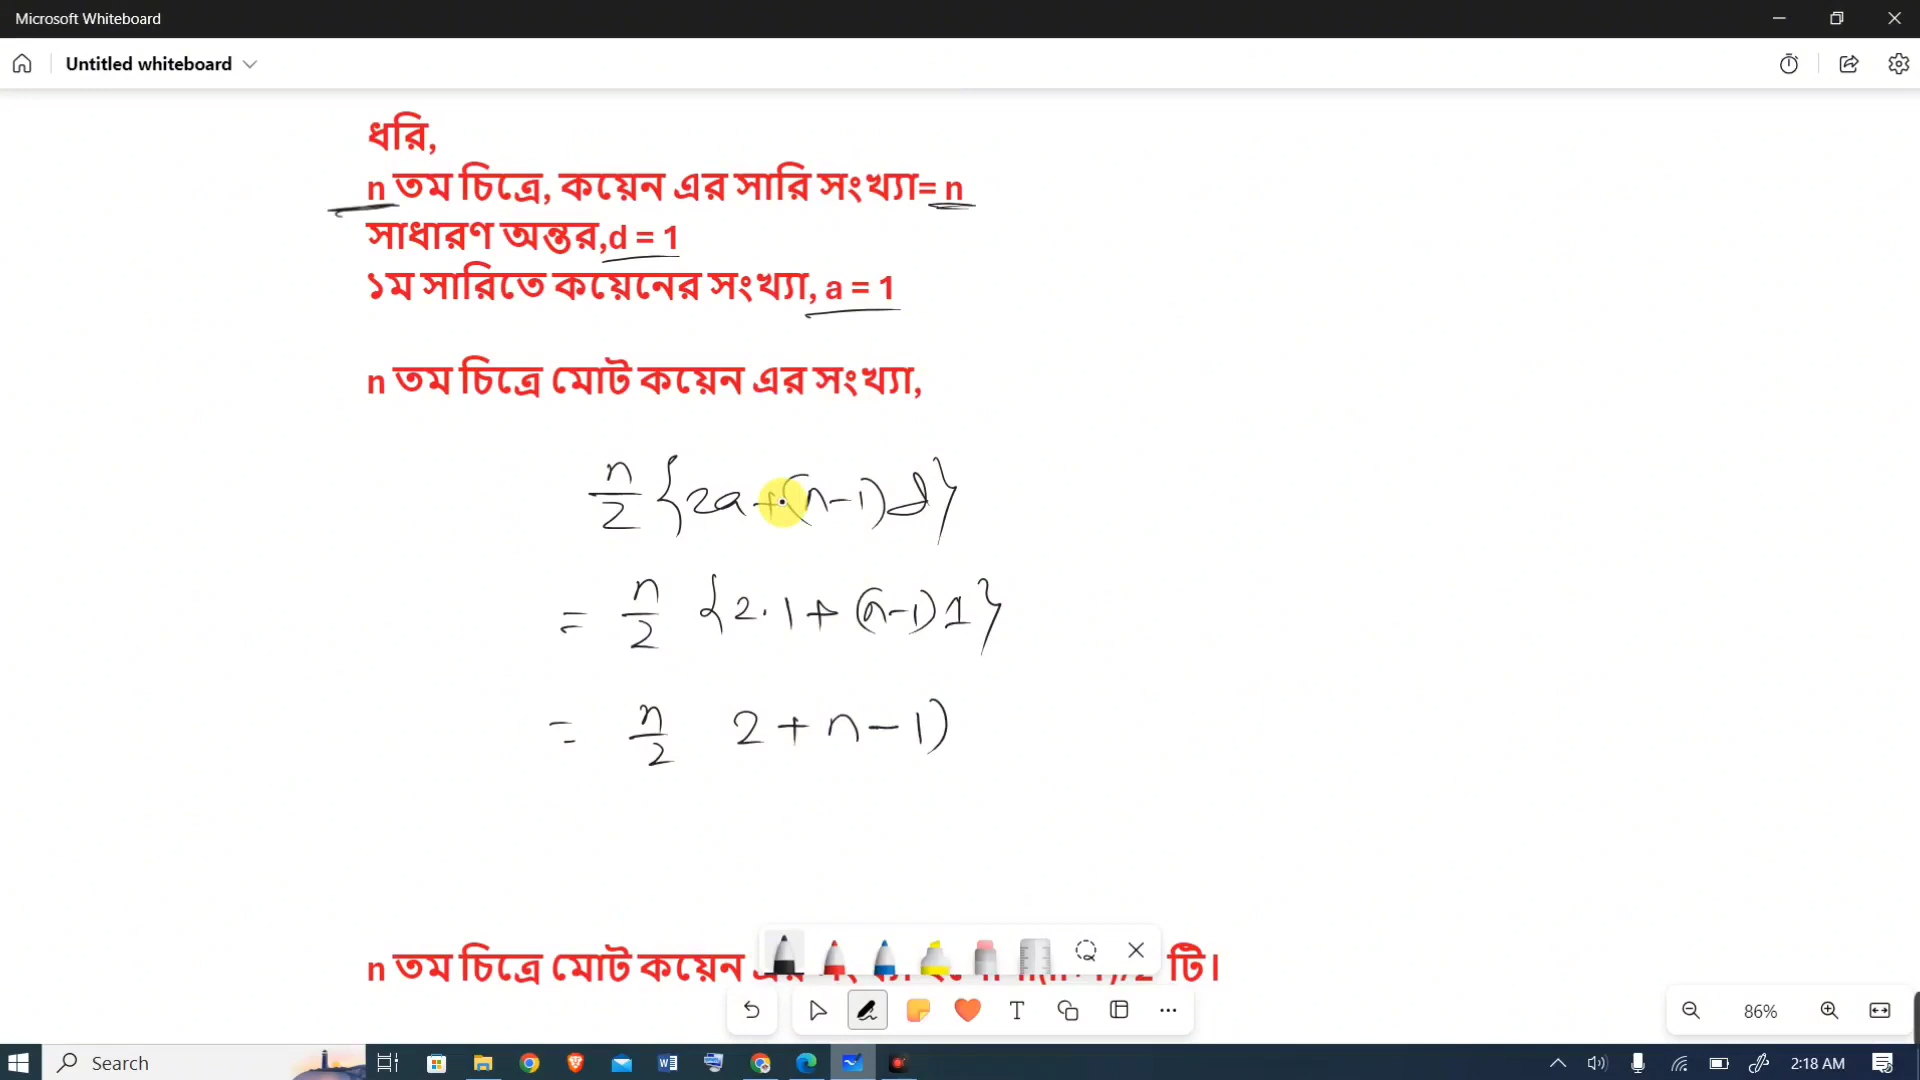 Microsoft Whiteboard
Untitled whiteboard
ধরি,
n তম চিত্রে, কয়েন এর সারি সংখ্যা= n
সাধারণ অন্তর,d = 1
১ম সারিতে কয়েনের সংখ্যা, a = 1
n তম চিত্রে মোট কয়েন এর সংখ্যা,
n/2 {2a+(n-1)d}
= n/2 {2·1+(n-1)1}
= n/2 2+n-1)
n তম চিত্রে মোট কয়েন টি।
86%
Search
2:18 AM